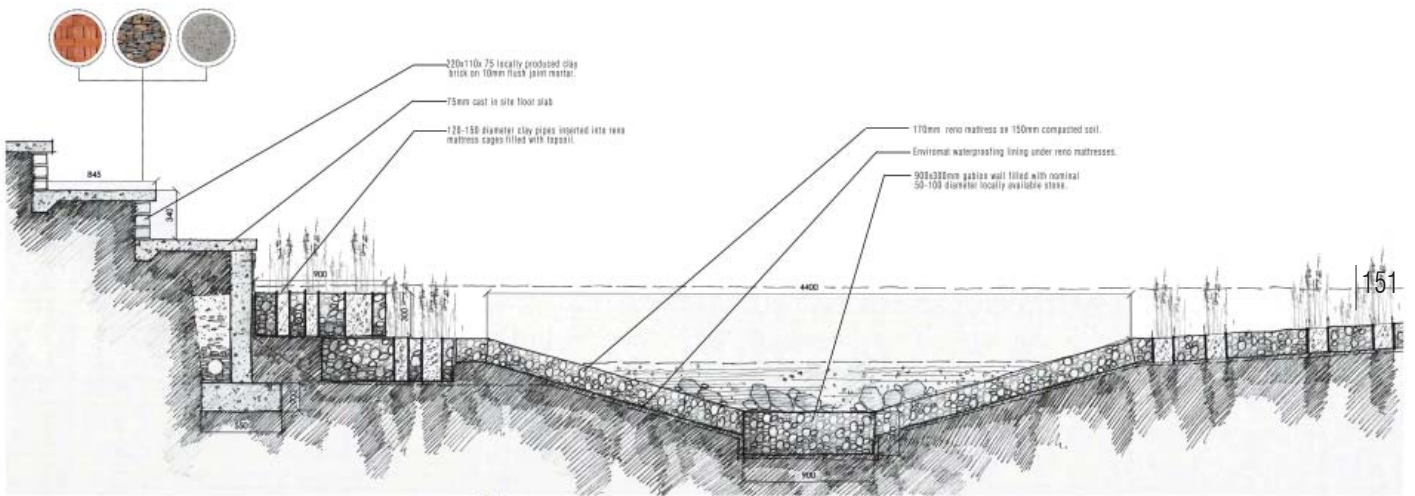 220x110x 75 locally produced clay
brick on 10mm flush joint mortar.
75mm cast in site floor slab
120-150 diameter clay pipes inserted into reno
mattress cages filled with topsoil.
170mm reno mattress on 150mm compacted soil.
Enviromat waterproofing lining under reno mattresses.
900x300mm gabion wall filled with nominal
50-100 diameter locally available stone.
845
340
900
300
4400
151
550
900